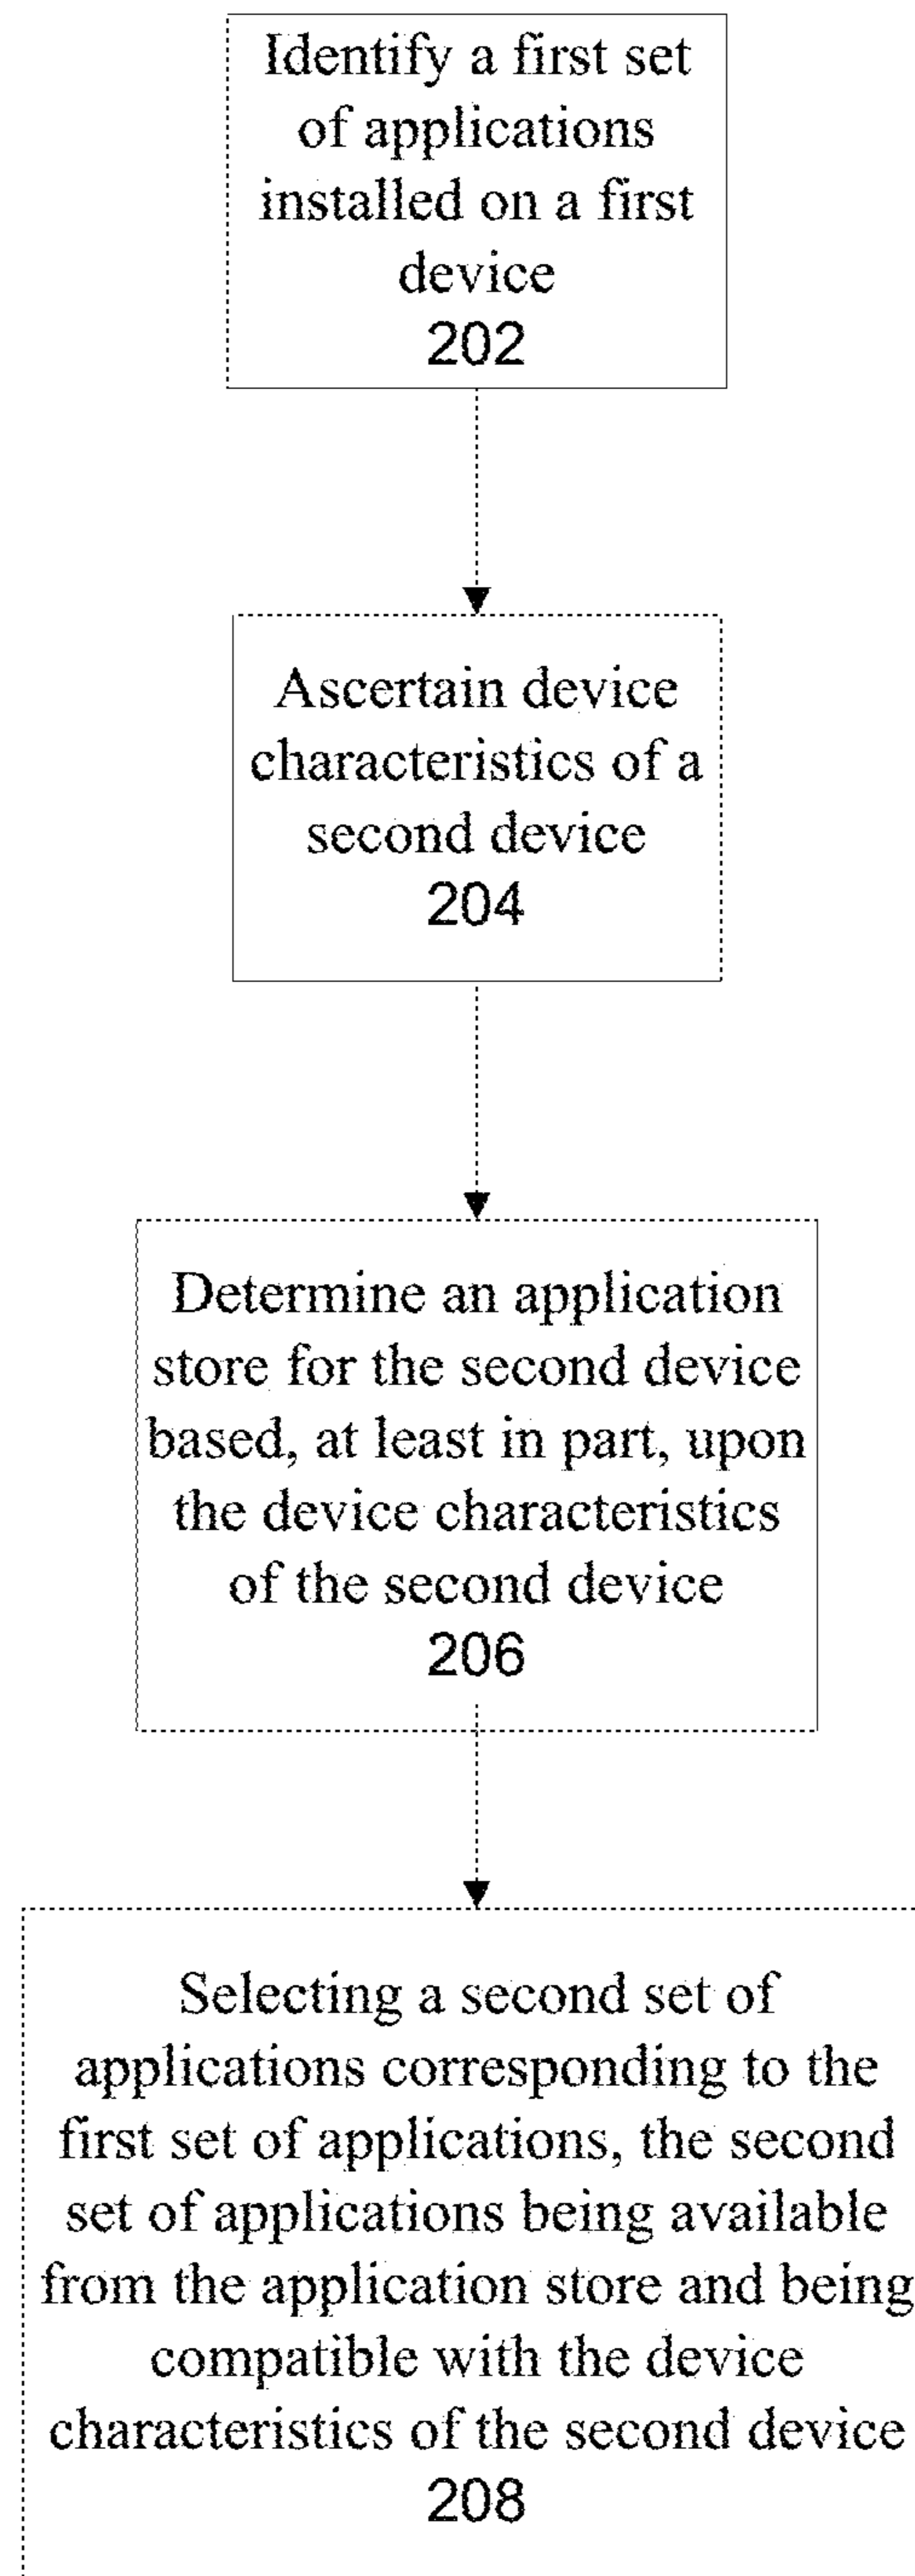 Identify a first set
of applications
installed on a first
device
202
Ascertain device
characteristics of a
second device
204
Determine an application
store for the second device
based, at least in part, upon
the device characteristics
of the second device
206
Selecting a second set of
applications corresponding to the
first set of applications, the second
set of applications being available
from the application store and being
compatible with the device
characteristics of the second device
208